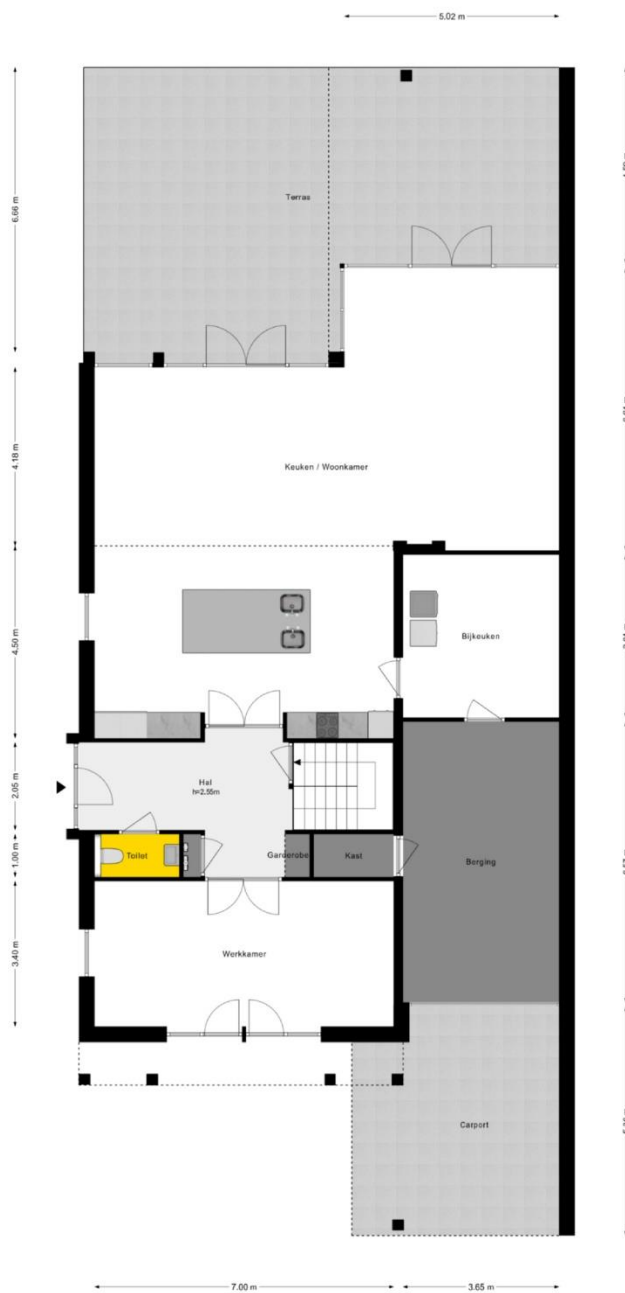 5.02 m
6.66 m
Terras
4.18 m
Keuken / Woonkamer
4.50 m
Bijkeuken
Hal
h=2.55m
2.05 m
1.00 m
Toilet
Garderobe
Kast
Berging
3.40 m
Werkkamer
Carport
7.00 m
3.65 m